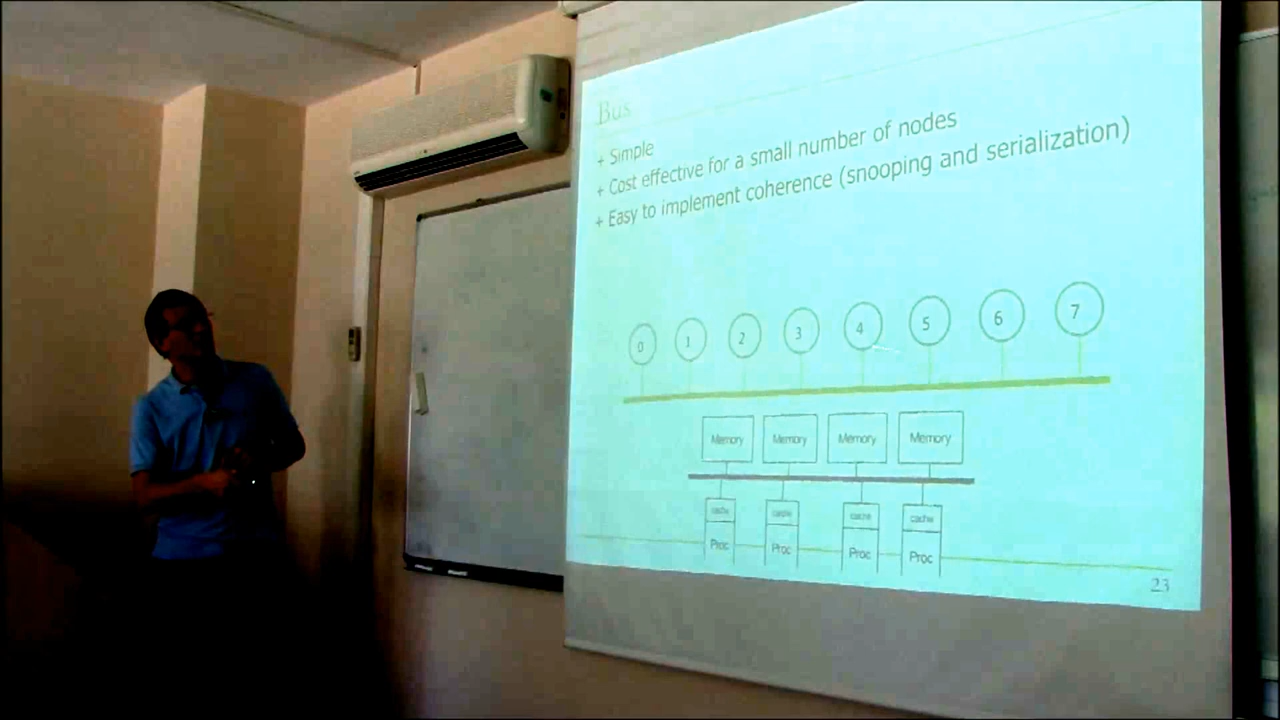 Bus
+ Simple
+ Cost effective for a small number of nodes
+ Easy to implement coherence (snooping and serialization)
0 1 2 3 4 5 6 7
Memory Memory Memory Memory
cache cache cache cache
Proc Proc Proc Proc
23